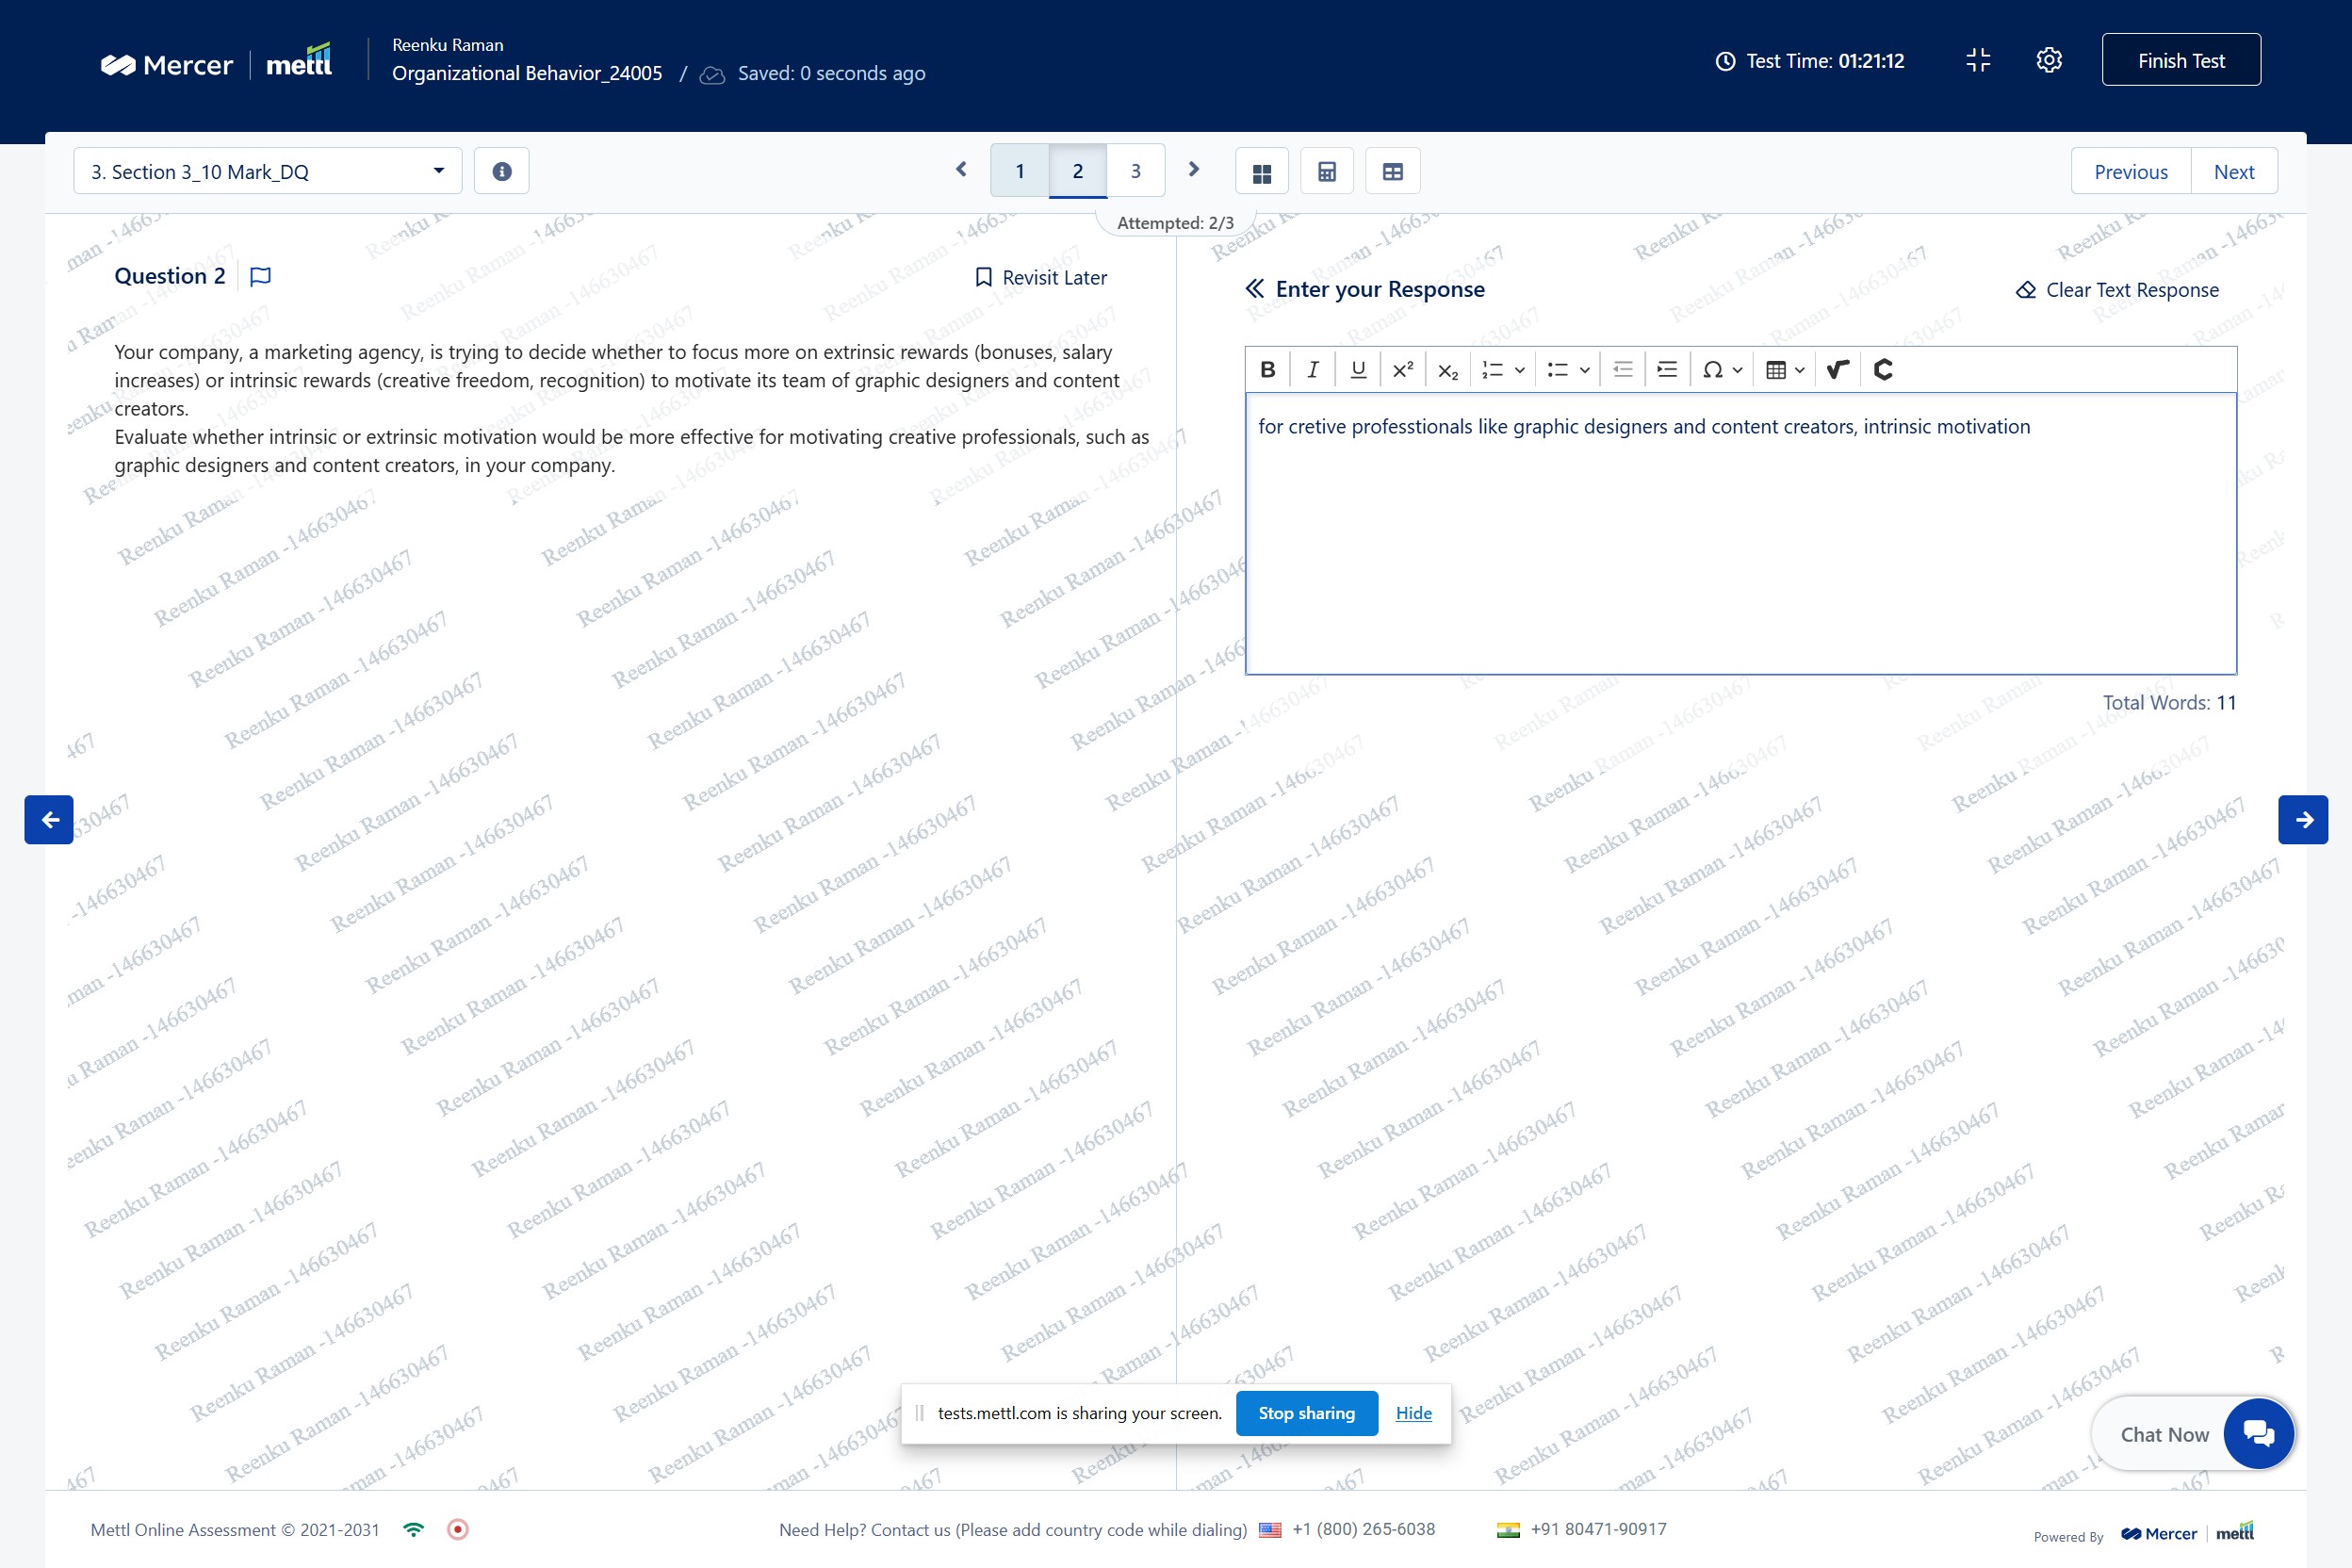 Mercer | mettl
Reenku Raman
Organizational Behavior_24005 / Saved: 0 seconds ago
Test Time: 01:21:12
Finish Test
3. Section 3_10 Mark_DQ
1 2 3
Previous Next
Attempted: 2/3
Question 2
Revisit Later
Your company, a marketing agency, is trying to decide whether to focus more on extrinsic rewards (bonuses, salary
increases) or intrinsic rewards (creative freedom, recognition) to motivate its team of graphic designers and content
creators.
Evaluate whether intrinsic or extrinsic motivation would be more effective for motivating creative professionals, such as
graphic designers and content creators, in your company.
Enter your Response
Clear Text Response
B I U x² x₂ Ω
for cretive professtionals like graphic designers and content creators, intrinsic motivation
Total Words: 11
Reenku Raman -146630467
tests.mettl.com is sharing your screen. Stop sharing Hide
Chat Now
Mettl Online Assessment © 2021-2031
Need Help? Contact us (Please add country code while dialing) +1 (800) 265-6038 +91 80471-90917
Powered By Mercer | mettl